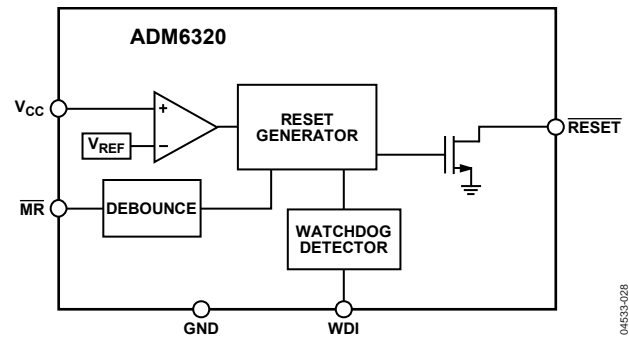 ADM6320
VCC
+
VREF
−
RESET
GENERATOR
RESET
MR
DEBOUNCE
WATCHDOG
DETECTOR
GND
WDI
04533-028